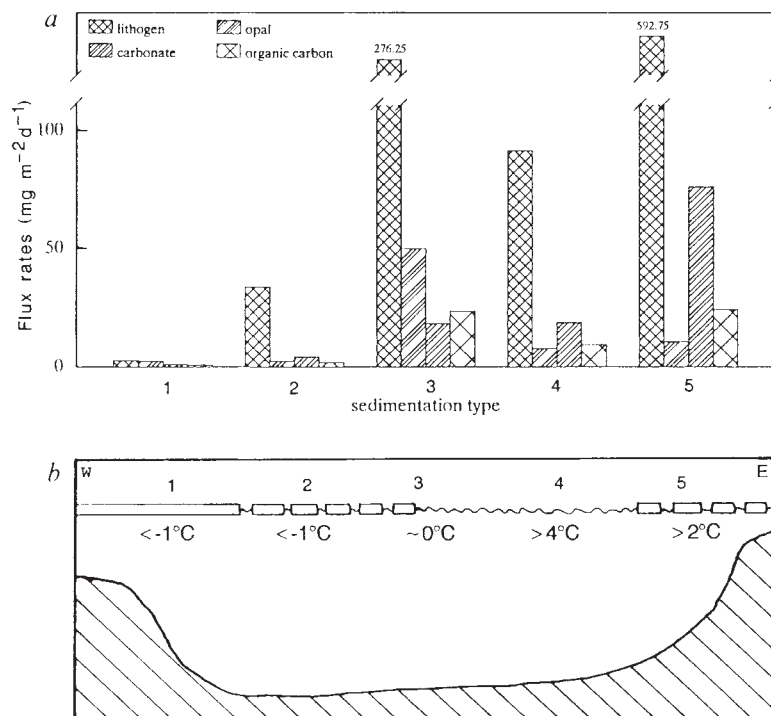 a
lithogen
opal
carbonate
organic carbon
276.25
592.75
100
50
0
Flux rates (mg m⁻²d⁻¹)
1 2 3 4 5
sedimentation type
b
W E
1 2 3 4 5
<-1°C <-1°C ~0°C >4°C >2°C